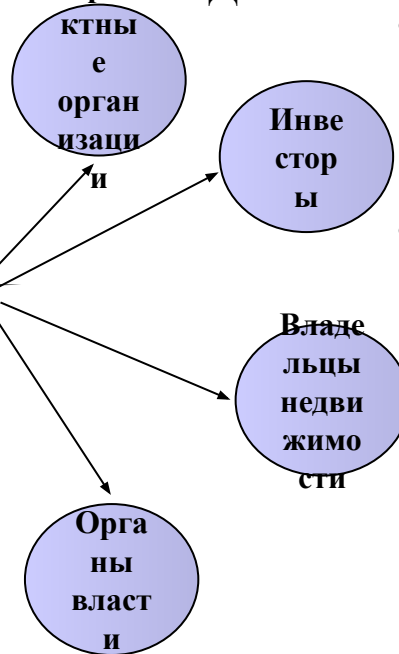 ктны
е
орган
изаци
и
Инве
стор
ы
Владе
льцы
недви
жимо
сти
Орга
ны
власт
и